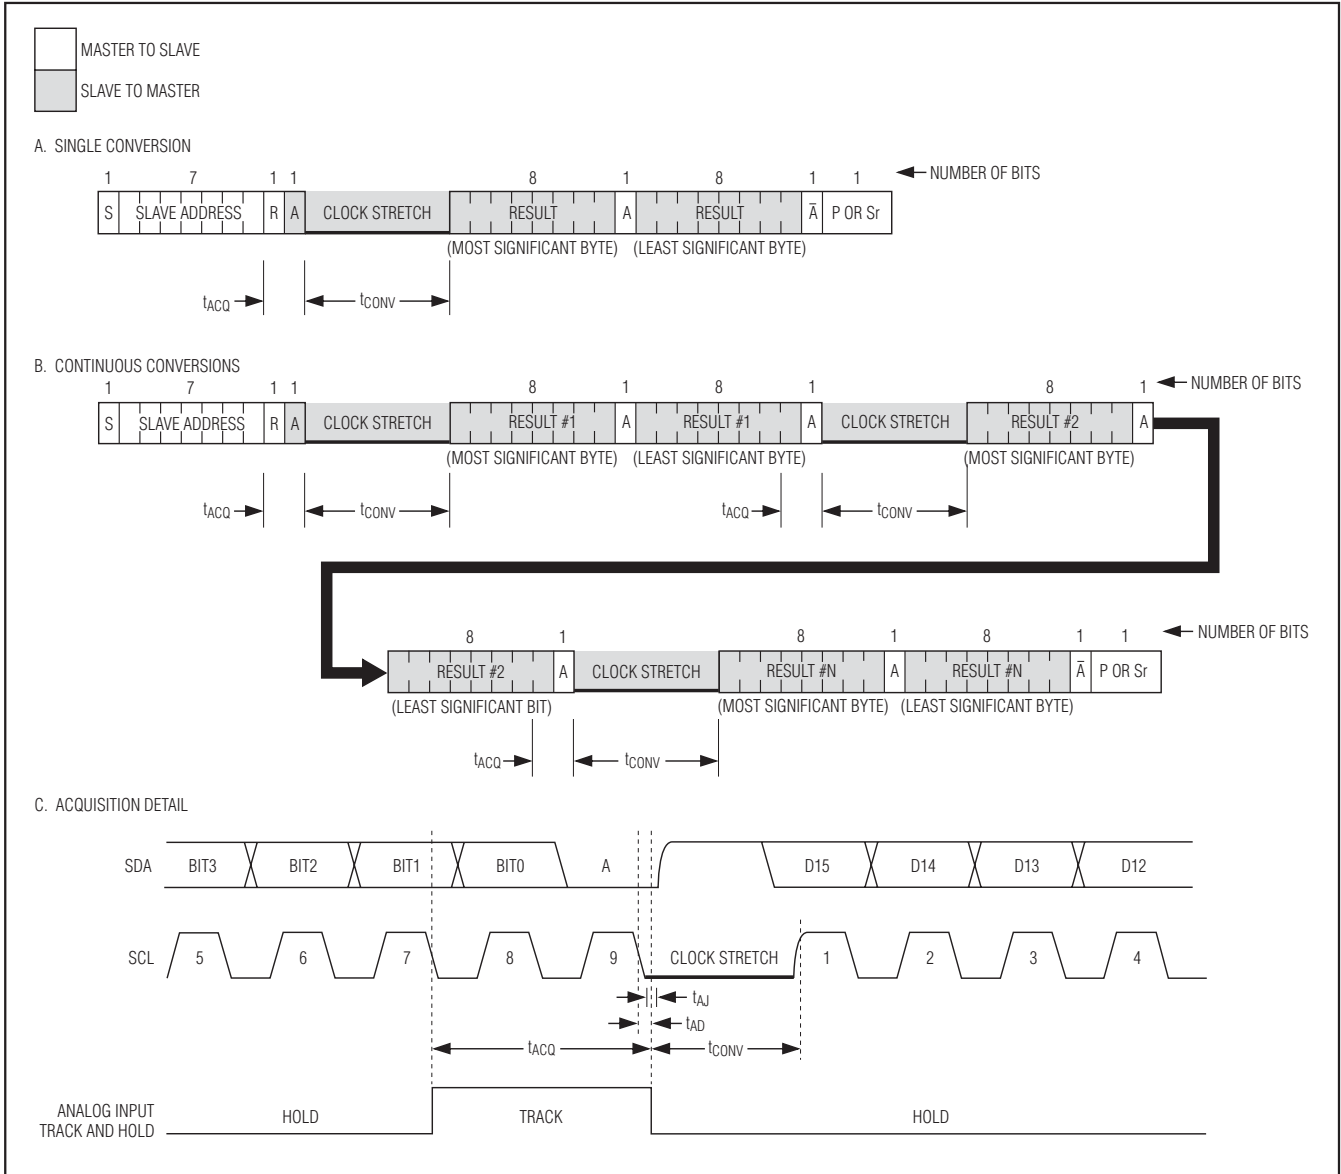 MASTER TO SLAVE
SLAVE TO MASTER
A. SINGLE CONVERSION
1 7 1 1 8 1 8 1 1 NUMBER OF BITS
S SLAVE ADDRESS R A CLOCK STRETCH RESULT A RESULT A̅ P OR Sr
(MOST SIGNIFICANT BYTE) (LEAST SIGNIFICANT BYTE)
tACQ tCONV
B. CONTINUOUS CONVERSIONS
1 7 1 1 8 1 8 1 8 1 NUMBER OF BITS
S SLAVE ADDRESS R A CLOCK STRETCH RESULT #1 A RESULT #1 A CLOCK STRETCH RESULT #2 A
(MOST SIGNIFICANT BYTE) (LEAST SIGNIFICANT BYTE) (MOST SIGNIFICANT BYTE)
tACQ tCONV tACQ tCONV
8 1 8 1 8 1 1 NUMBER OF BITS
RESULT #2 A CLOCK STRETCH RESULT #N A RESULT #N A̅ P OR Sr
(LEAST SIGNIFICANT BIT) (MOST SIGNIFICANT BYTE) (LEAST SIGNIFICANT BYTE)
tACQ tCONV
C. ACQUISITION DETAIL
SDA BIT3 BIT2 BIT1 BIT0 A D15 D14 D13 D12
SCL 5 6 7 8 9 CLOCK STRETCH 1 2 3 4
tAJ
tAD
tACQ tCONV
ANALOG INPUT
TRACK AND HOLD
HOLD TRACK HOLD